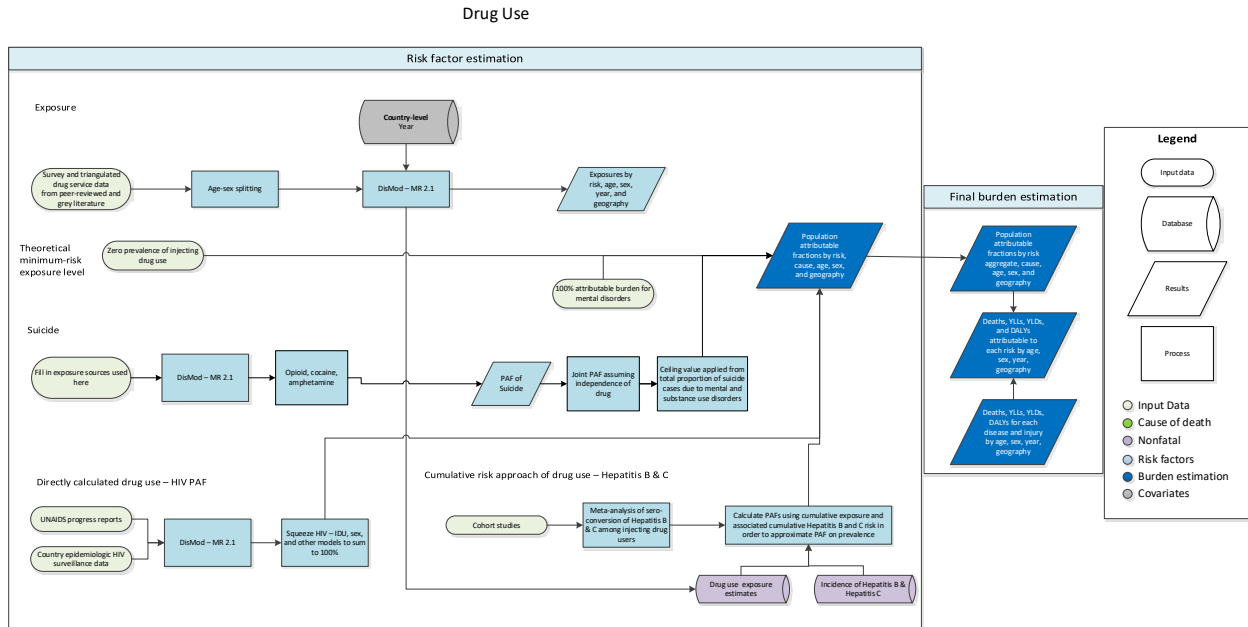 Drug Use
Risk factor estimation
Exposure
Country-level
Year
Survey and triangulated
drug service data
from peer-reviewed and
grey literature
Age-sex splitting
DisMod – MR 2.1
Exposures by
risk, age, sex,
year, and
geography
Theoretical
minimum-risk
exposure level
Zero prevalence of injecting
drug use
100% attributable burden for
mental disorders
Population
attributable
fractions by risk,
cause, age, sex,
and geography
Suicide
Fill in exposure sources used
here
DisMod – MR 2.1
Opioid, cocaine,
amphetamine
PAF of
Suicide
Joint PAF assuming
independence of
drug
Ceiling value applied from
total proportion of suicide
cases due to mental and
substance use disorders
Directly calculated drug use – HIV PAF
UNAIDS progress reports
Country epidemiologic HIV
surveillance data
DisMod – MR 2.1
Squeeze HIV – IDU, sex,
and other models to sum
to 100%
Cumulative risk approach of drug use – Hepatitis B & C
Cohort studies
Meta-analysis of sero-
conversion of Hepatitis B
& C among injecting drug
users
Calculate PAFs using cumulative exposure and
associated cumulative Hepatitis B and C risk in
order to approximate PAF on prevalence
Drug use exposure
estimates
Incidence of Hepatitis B &
Hepatitis C
Final burden estimation
Population
attributable
fractions by risk
aggregate, cause,
age, sex, and
geography
Deaths, YLLs, YLDs,
and DALYs
attributable to
each risk by age,
sex, year,
geography
Deaths, YLLs, YLDs,
DALYs for each
disease and injury
by age, sex, year,
geography
Legend
Input data
Database
Results
Process
Input Data
Cause of death
Nonfatal
Risk factors
Burden estimation
Covariates